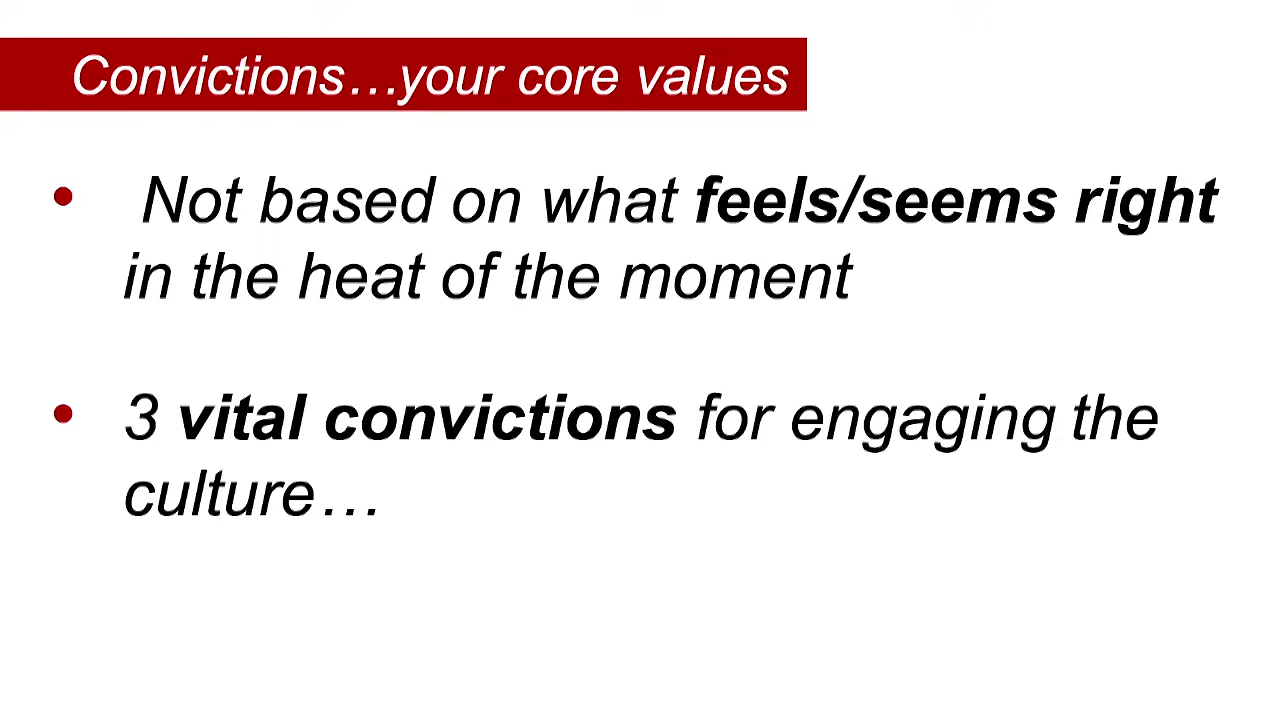 Convictions…your core values
• Not based on what feels/seems right
in the heat of the moment
• 3 vital convictions for engaging the
culture…